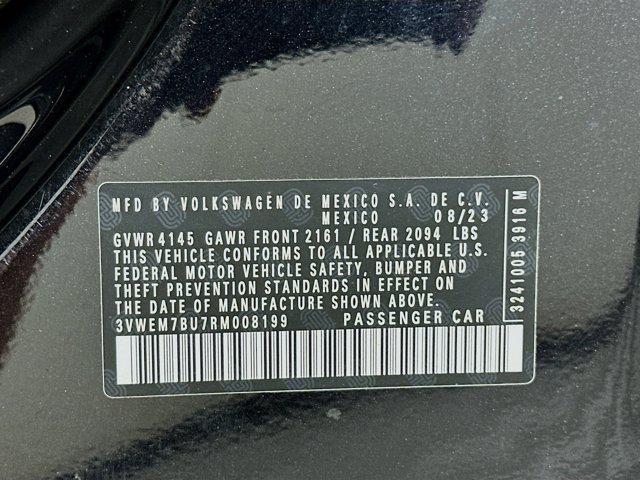 MFD BY VOLKSWAGEN DE MEXICO S.A. DE C.V.
MEXICO 08/23
GVWR 4145 GAWR FRONT 2161 / REAR 2094 LBS
THIS VEHICLE CONFORMS TO ALL APPLICABLE U.S.
FEDERAL MOTOR VEHICLE SAFETY, BUMPER AND
THEFT PREVENTION STANDARDS IN EFFECT ON
THE DATE OF MANUFACTURE SHOWN ABOVE.
3VWEM7BU7RM008199 PASSENGER CAR
3241005 3916 M